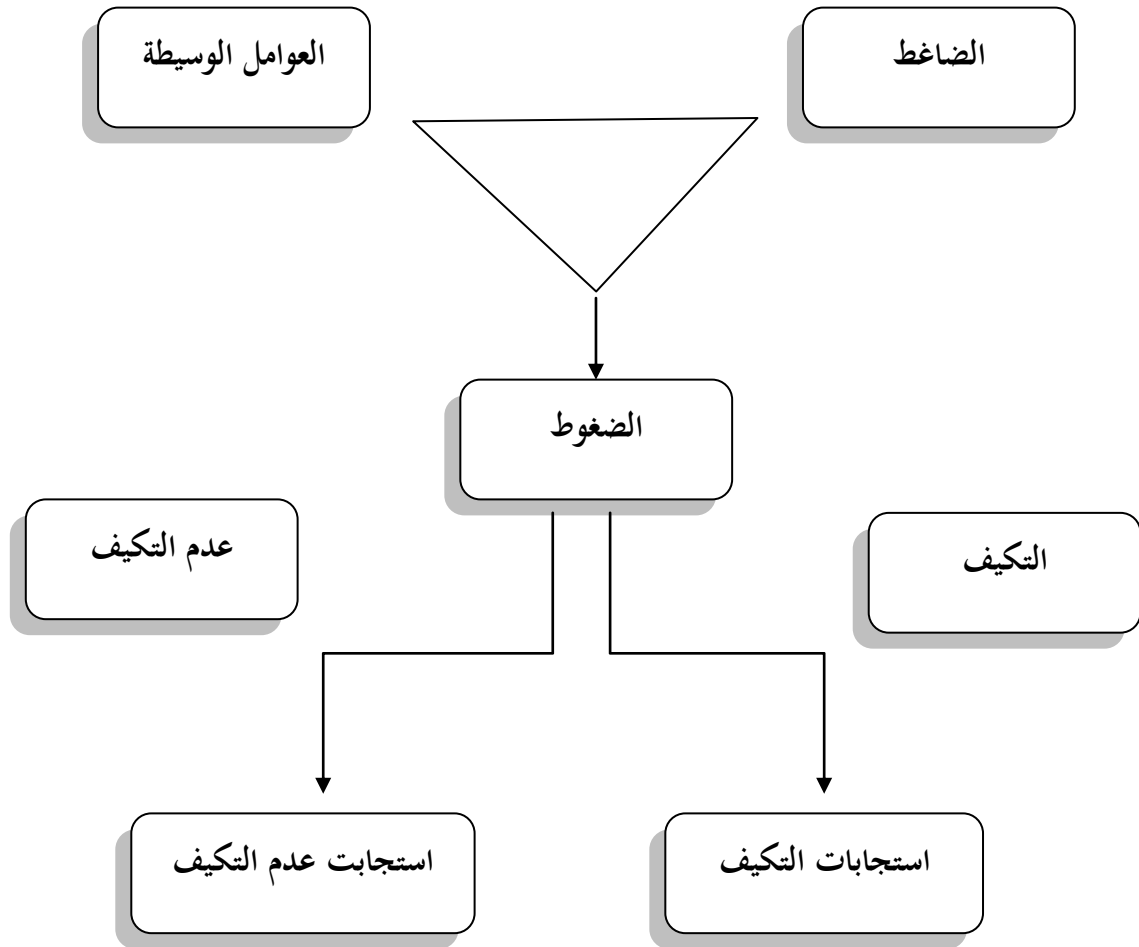 الضاغط
العوامل الوسيطة
الضغوط
التكيف
عدم التكيف
استجابات التكيف
استجابت عدم التكيف